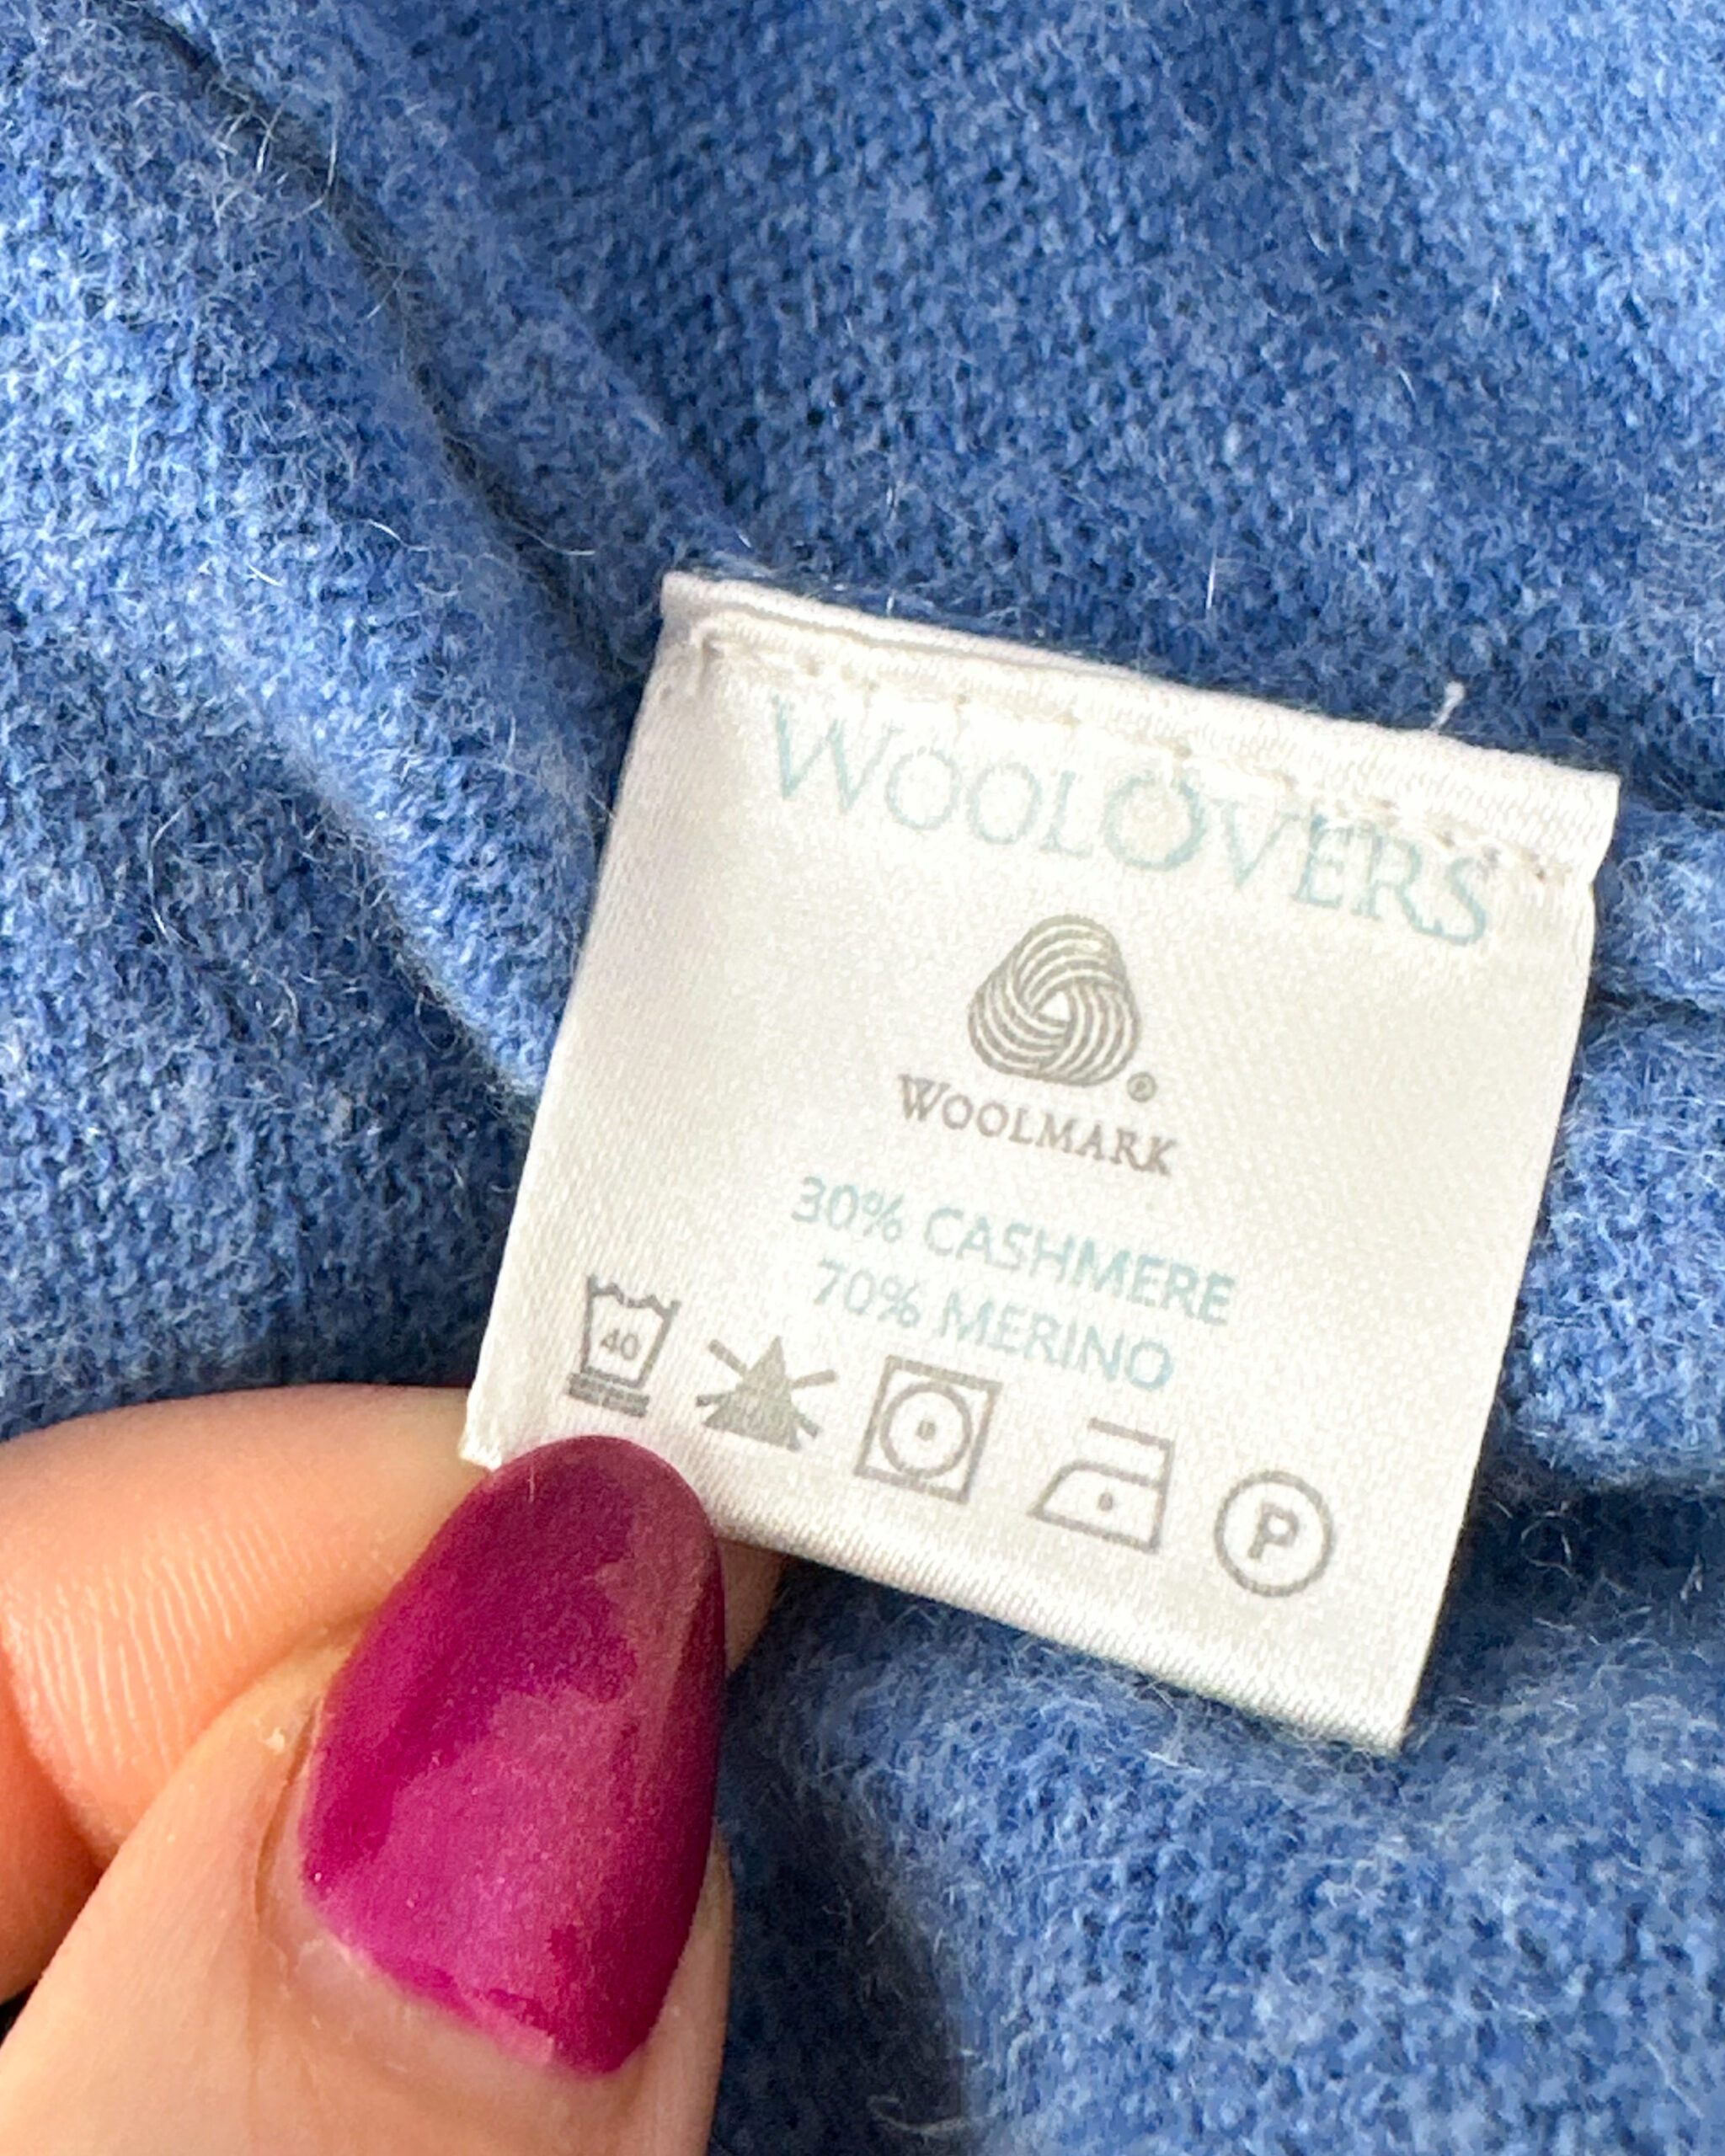 WOOLOVERS
WOOLMARK
30% CASHMERE
70% MERINO
40
P